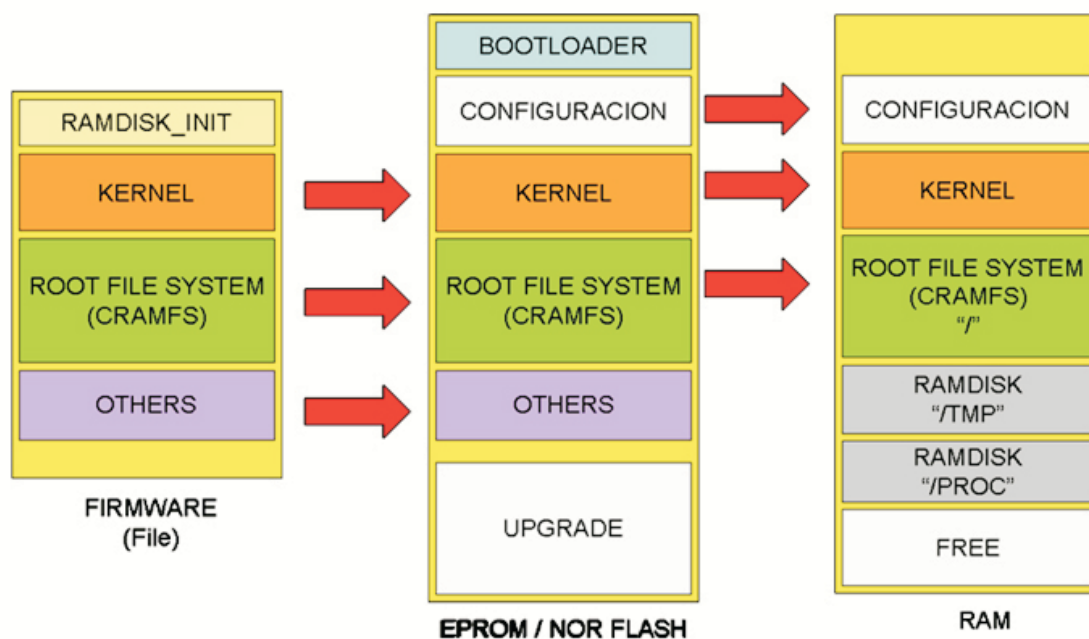 RAMDISK_INIT
KERNEL
ROOT FILE SYSTEM
(CRAMFS)
OTHERS
FIRMWARE
(File)
BOOTLOADER
CONFIGURACION
KERNEL
ROOT FILE SYSTEM
(CRAMFS)
OTHERS
UPGRADE
EPROM / NOR FLASH
CONFIGURACION
KERNEL
ROOT FILE SYSTEM
(CRAMFS)
“/”
RAMDISK
“/TMP”
RAMDISK
“/PROC”
FREE
RAM